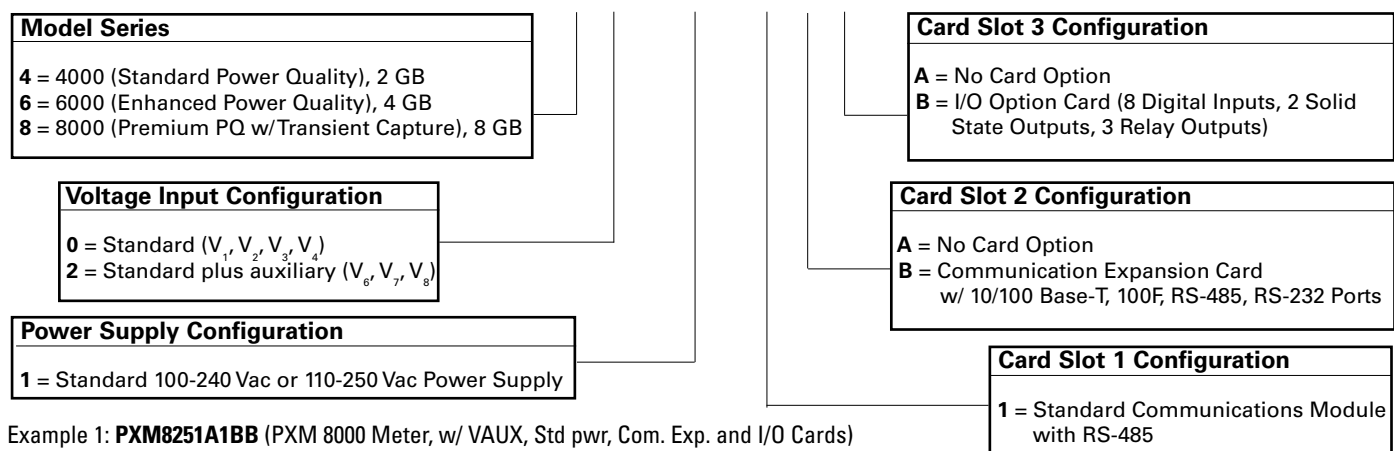 Model Series
4 = 4000 (Standard Power Quality), 2 GB
6 = 6000 (Enhanced Power Quality), 4 GB
8 = 8000 (Premium PQ w/Transient Capture), 8 GB
Voltage Input Configuration
0 = Standard (V1, V2, V3, V4)
2 = Standard plus auxiliary (V6, V7, V8)
Power Supply Configuration
1 = Standard 100-240 Vac or 110-250 Vac Power Supply
Card Slot 3 Configuration
A = No Card Option
B = I/O Option Card (8 Digital Inputs, 2 Solid
State Outputs, 3 Relay Outputs)
Card Slot 2 Configuration
A = No Card Option
B = Communication Expansion Card
w/ 10/100 Base-T, 100F, RS-485, RS-232 Ports
Card Slot 1 Configuration
1 = Standard Communications Module
with RS-485
Example 1: PXM8251A1BB (PXM 8000 Meter, w/ VAUX, Std pwr, Com. Exp. and I/O Cards)